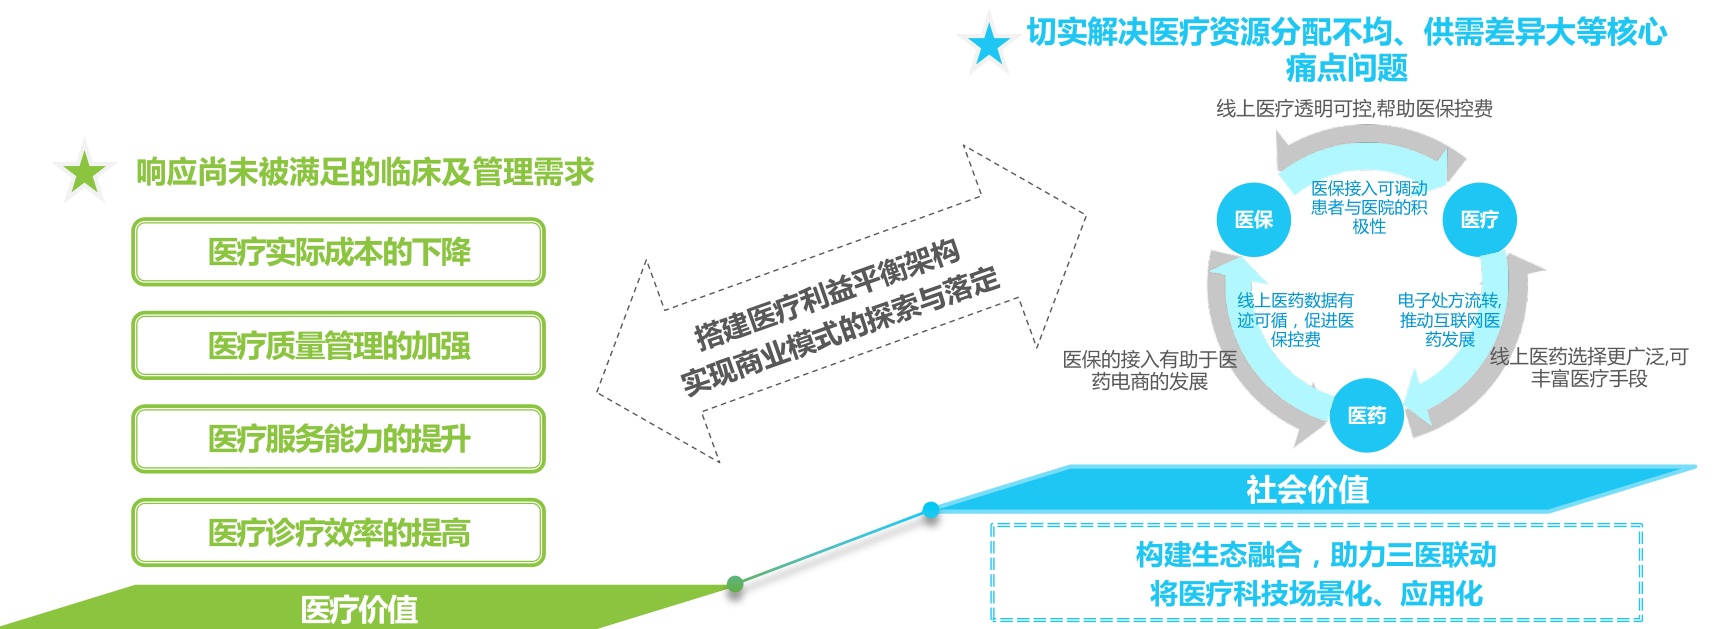 切实解决医疗资源分配不均、供需差异大等核心
痛点问题
线上医疗透明可控,帮助医保控费
响应尚未被满足的临床及管理需求
医疗实际成本的下降
医疗质量管理的加强
医疗服务能力的提升
医疗诊疗效率的提高
医疗价值
搭建医疗利益平衡架构
实现商业模式的探索与落定
医保接入可调动
患者与医院的积
极性
医保
医疗
线上医药数据有
迹可循，促进医
保控费
电子处方流转,
推动互联网医
药发展
医保的接入有助于医
药电商的发展
线上医药选择更广泛,可
丰富医疗手段
医药
社会价值
构建生态融合，助力三医联动
将医疗科技场景化、应用化